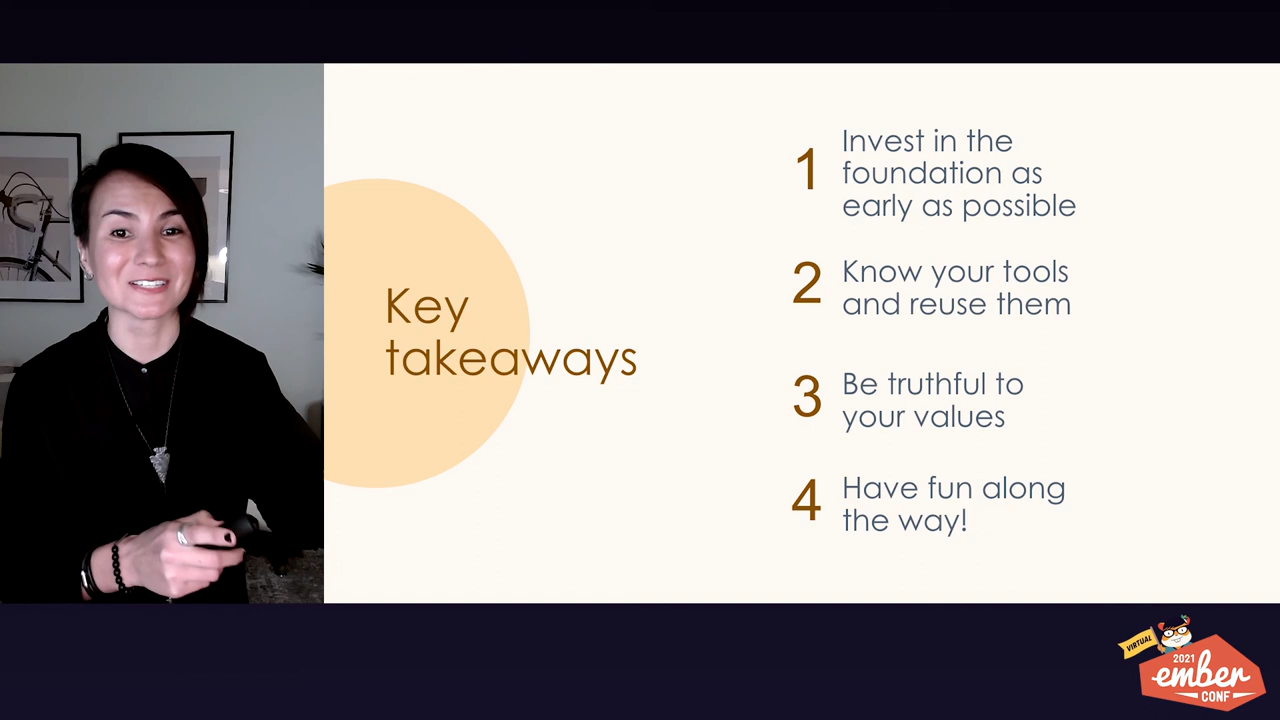 Key
takeaways
1 Invest in the
foundation as
early as possible
2 Know your tools
and reuse them
3 Be truthful to
your values
4 Have fun along
the way!
VIRTUAL
2021
ember
CONF